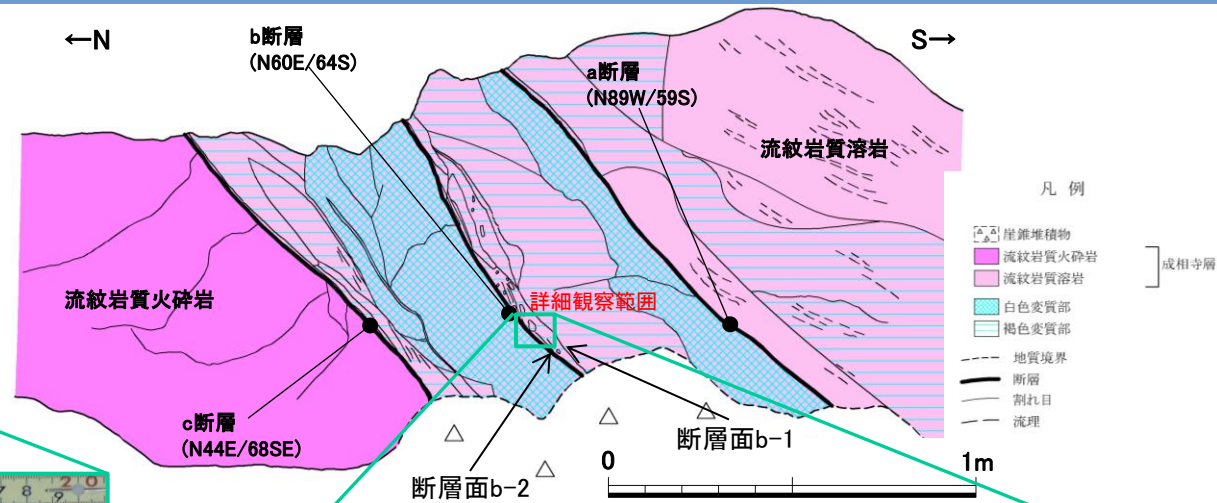 ←N
S→
b断層
(N60E/64S)
a断層
(N89W/59S)
流紋岩質溶岩
流紋岩質火砕岩
詳細観察範囲
c断層
(N44E/68SE)
断層面b-1
断層面b-2
0
1m
凡 例
崖錐堆積物
流紋岩質火砕岩
流紋岩質溶岩
成相寺層
白色変質部
褐色変質部
地質境界
断層
割れ目
流理
7 8 9 20